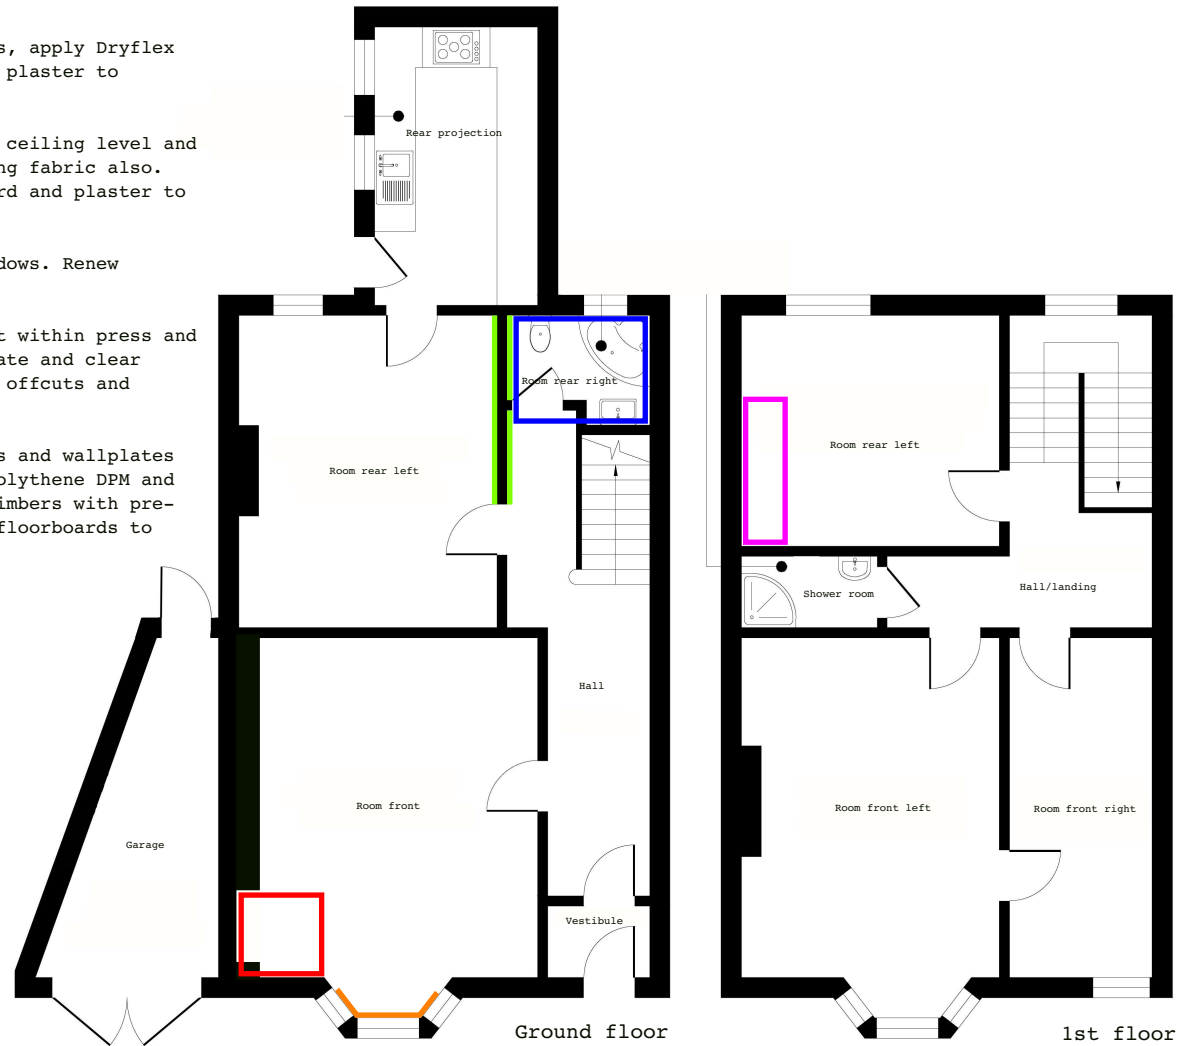 s, apply Dryflex
plaster to
ceiling level and
ng fabric also.
rd and plaster to
dows. Renew
t within press and
ate and clear
offcuts and
s and wallplates
olythene DPM and
imbers with pre-
floorboards to
Rear projection
Room rear right
Room rear left
Room rear left
Shower room
Hall/landing
Hall
Room front
Room front left
Room front right
Garage
Vestibule
Ground floor
1st floor